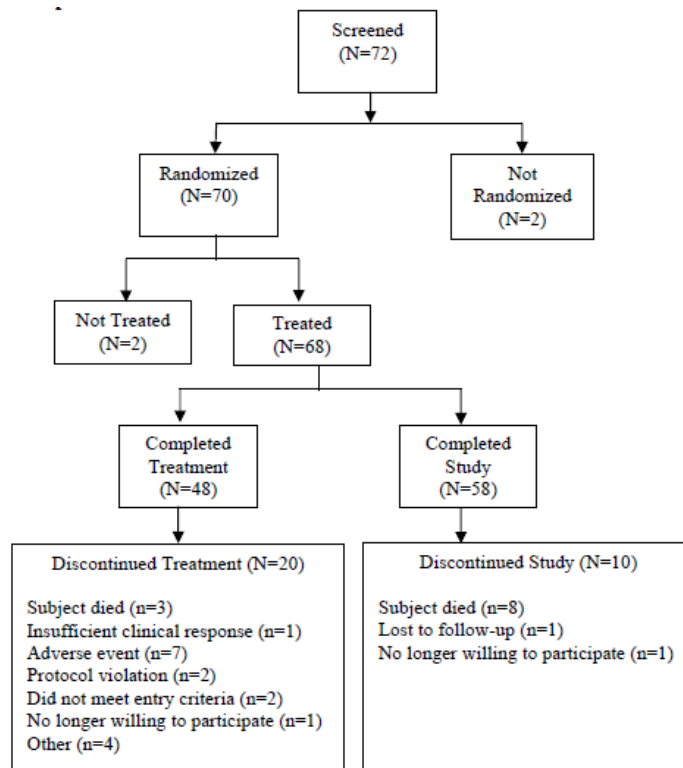 Screened
(N=72)
Randomized
(N=70)
Not
Randomized
(N=2)
Not Treated
(N=2)
Treated
(N=68)
Completed
Treatment
(N=48)
Completed
Study
(N=58)
Discontinued Treatment (N=20)
Subject died (n=3)
Insufficient clinical response (n=1)
Adverse event (n=7)
Protocol violation (n=2)
Did not meet entry criteria (n=2)
No longer willing to participate (n=1)
Other (n=4)
Discontinued Study (N=10)
Subject died (n=8)
Lost to follow-up (n=1)
No longer willing to participate (n=1)